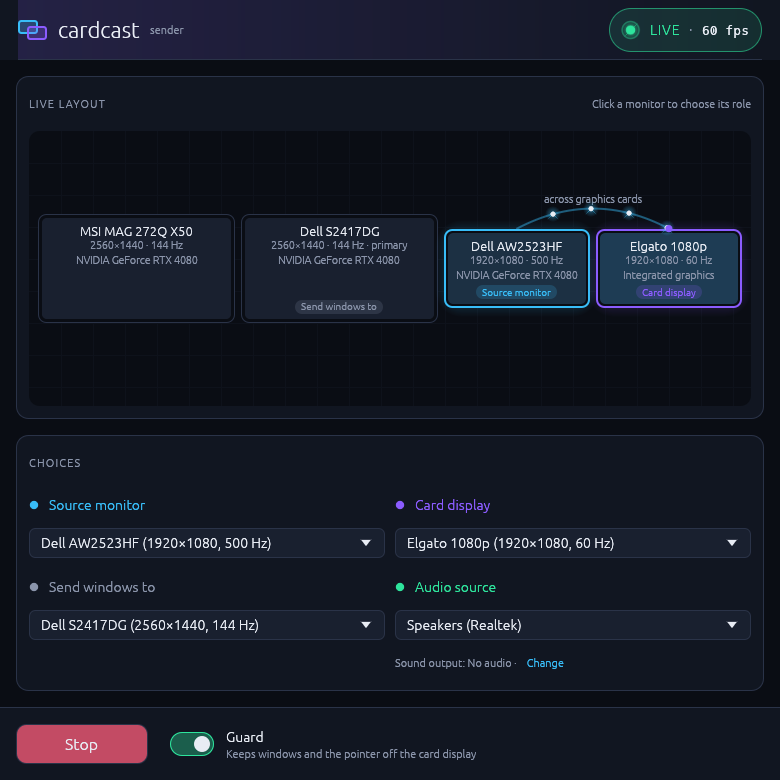 cardcast sender
LIVE · 60 fps
LIVE LAYOUT
Click a monitor to choose its role
across graphics cards
MSI MAG 272Q X50
2560×1440 · 144 Hz
NVIDIA GeForce RTX 4080
Dell S2417DG
2560×1440 · 144 Hz · primary
NVIDIA GeForce RTX 4080
Send windows to
Dell AW2523HF
1920×1080 · 500 Hz
NVIDIA GeForce RTX 4080
Source monitor
Elgato 1080p
1920×1080 · 60 Hz
Integrated graphics
Card display
CHOICES
Source monitor
Dell AW2523HF (1920×1080, 500 Hz)
Card display
Elgato 1080p (1920×1080, 60 Hz)
Send windows to
Dell S2417DG (2560×1440, 144 Hz)
Audio source
Speakers (Realtek)
Sound output: No audio · Change
Stop
Guard
Keeps windows and the pointer off the card display